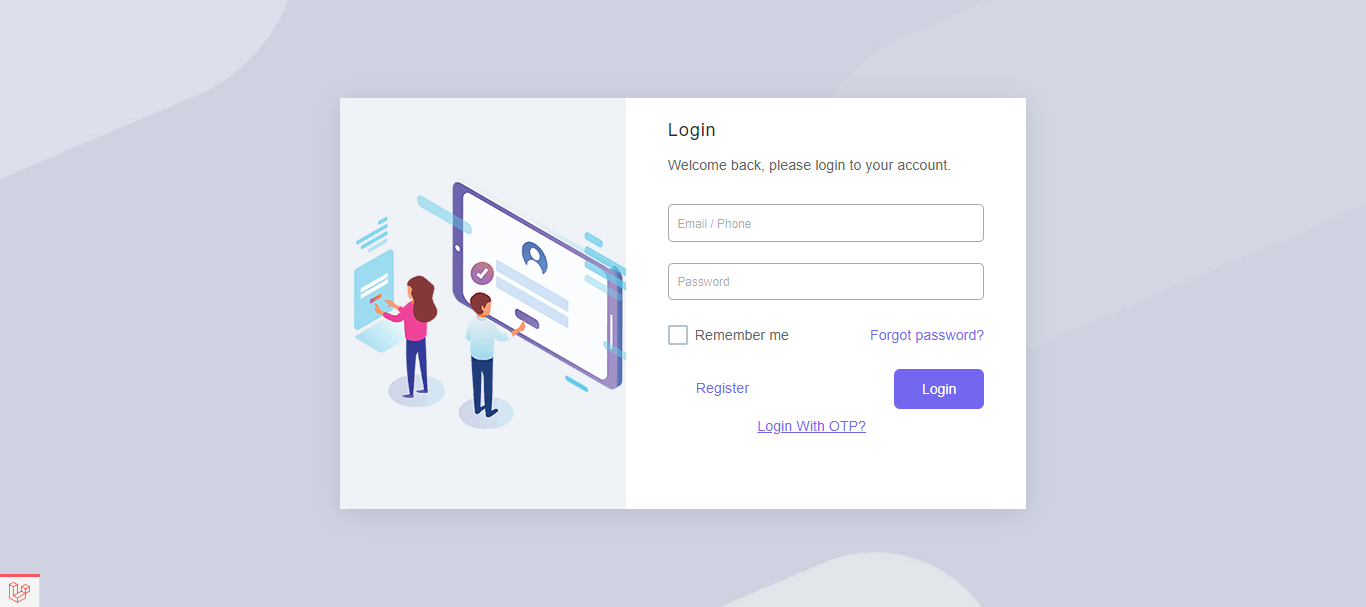 Login
Welcome back, please login to your account.
Email / Phone
Password
Remember me Forgot password?
Register Login
Login With OTP?